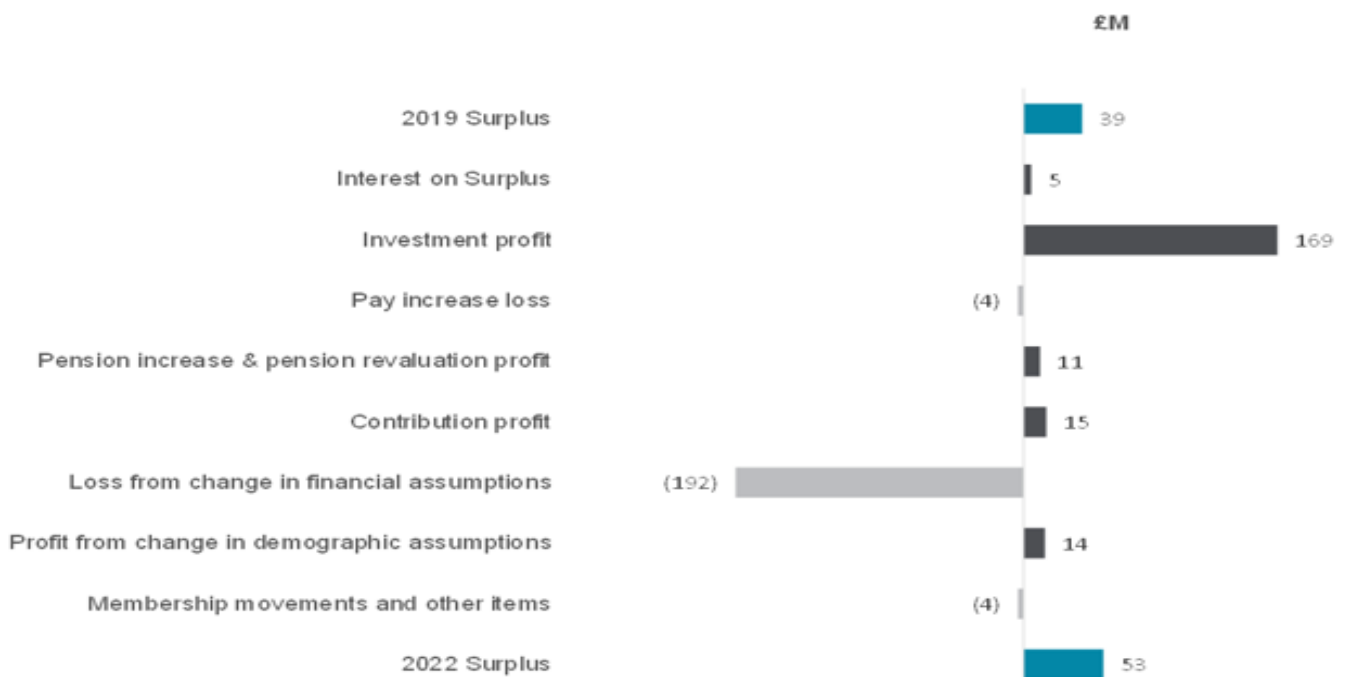 £M
2019 Surplus 39
Interest on Surplus 5
Investment profit 169
Pay increase loss (4)
Pension increase & pension revaluation profit 11
Contribution profit 15
Loss from change in financial assumptions (192)
Profit from change in demographic assumptions 14
Membership movements and other items (4)
2022 Surplus 53